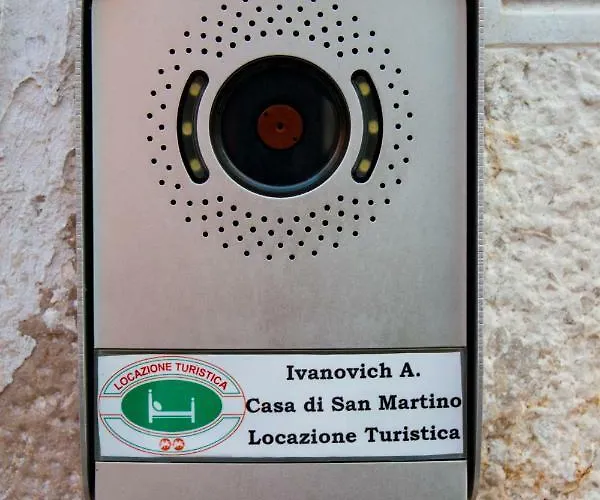 LOCAZIONE TURISTICA
Ivanovich A.
Casa di San Martino
Locazione Turistica